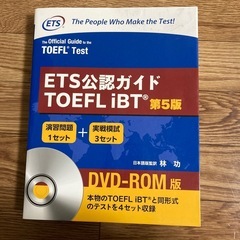 ETS
The People Who Make the Test!
The Official Guide to the
TOEFL Test
ETS公認ガイド
TOEFL iBT® 第5版
演習問題
1セット
+
実戦模試
3セット
日本語版監訳 林 功
DVD-ROM 版
本物のTOEFL iBT®と同形式
のテストを4セット収録